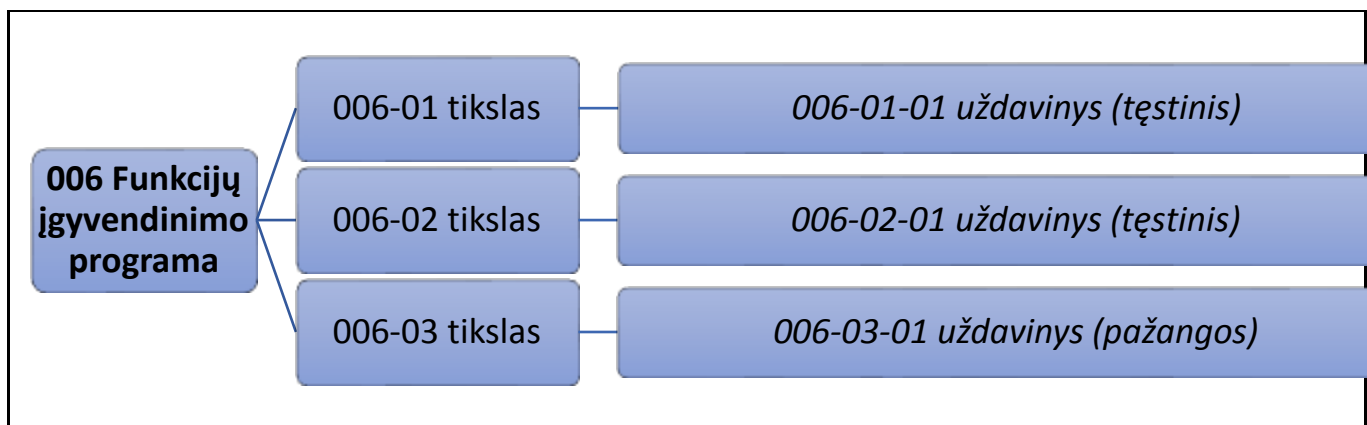 006 Funkcijų
įgyvendinimo
programa
006-01 tikslas
006-01-01 uždavinys (tęstinis)
006-02 tikslas
006-02-01 uždavinys (tęstinis)
006-03 tikslas
006-03-01 uždavinys (pažangos)